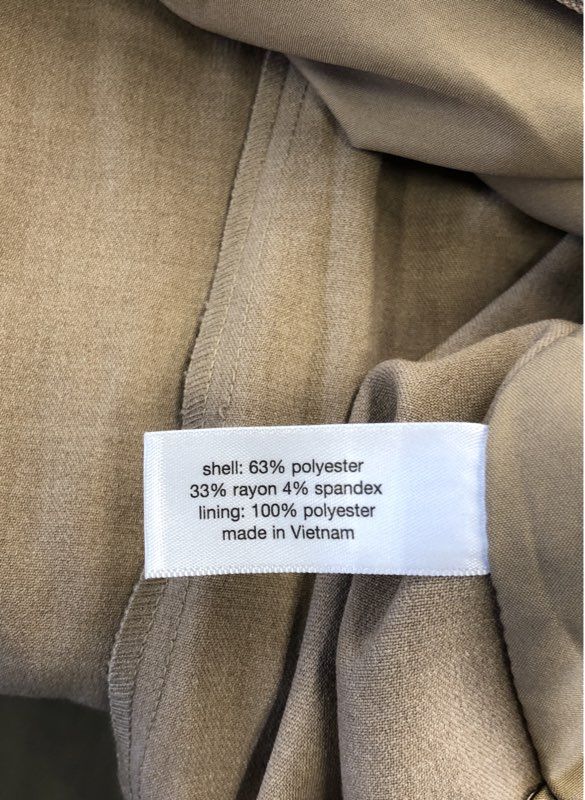 shell: 63% polyester
33% rayon 4% spandex
lining: 100% polyester
made in Vietnam